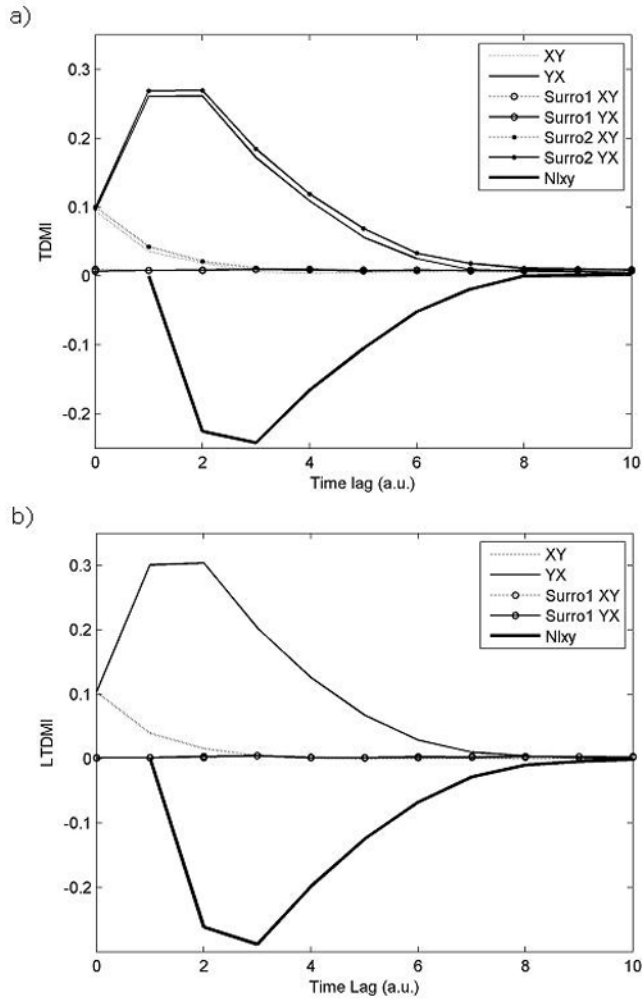 a)
XY
YX
Surro1 XY
Surro1 YX
Surro2 XY
Surro2 YX
NIxy
0.3
0.2
0.1
0
-0.1
-0.2
TDMI
0 2 4 6 8 10
Time lag (a.u.)
b)
XY
YX
Surro1 XY
Surro1 YX
NIxy
0.3
0.2
0.1
0
-0.1
-0.2
LTDMI
0 2 4 6 8 10
Time Lag (a.u.)